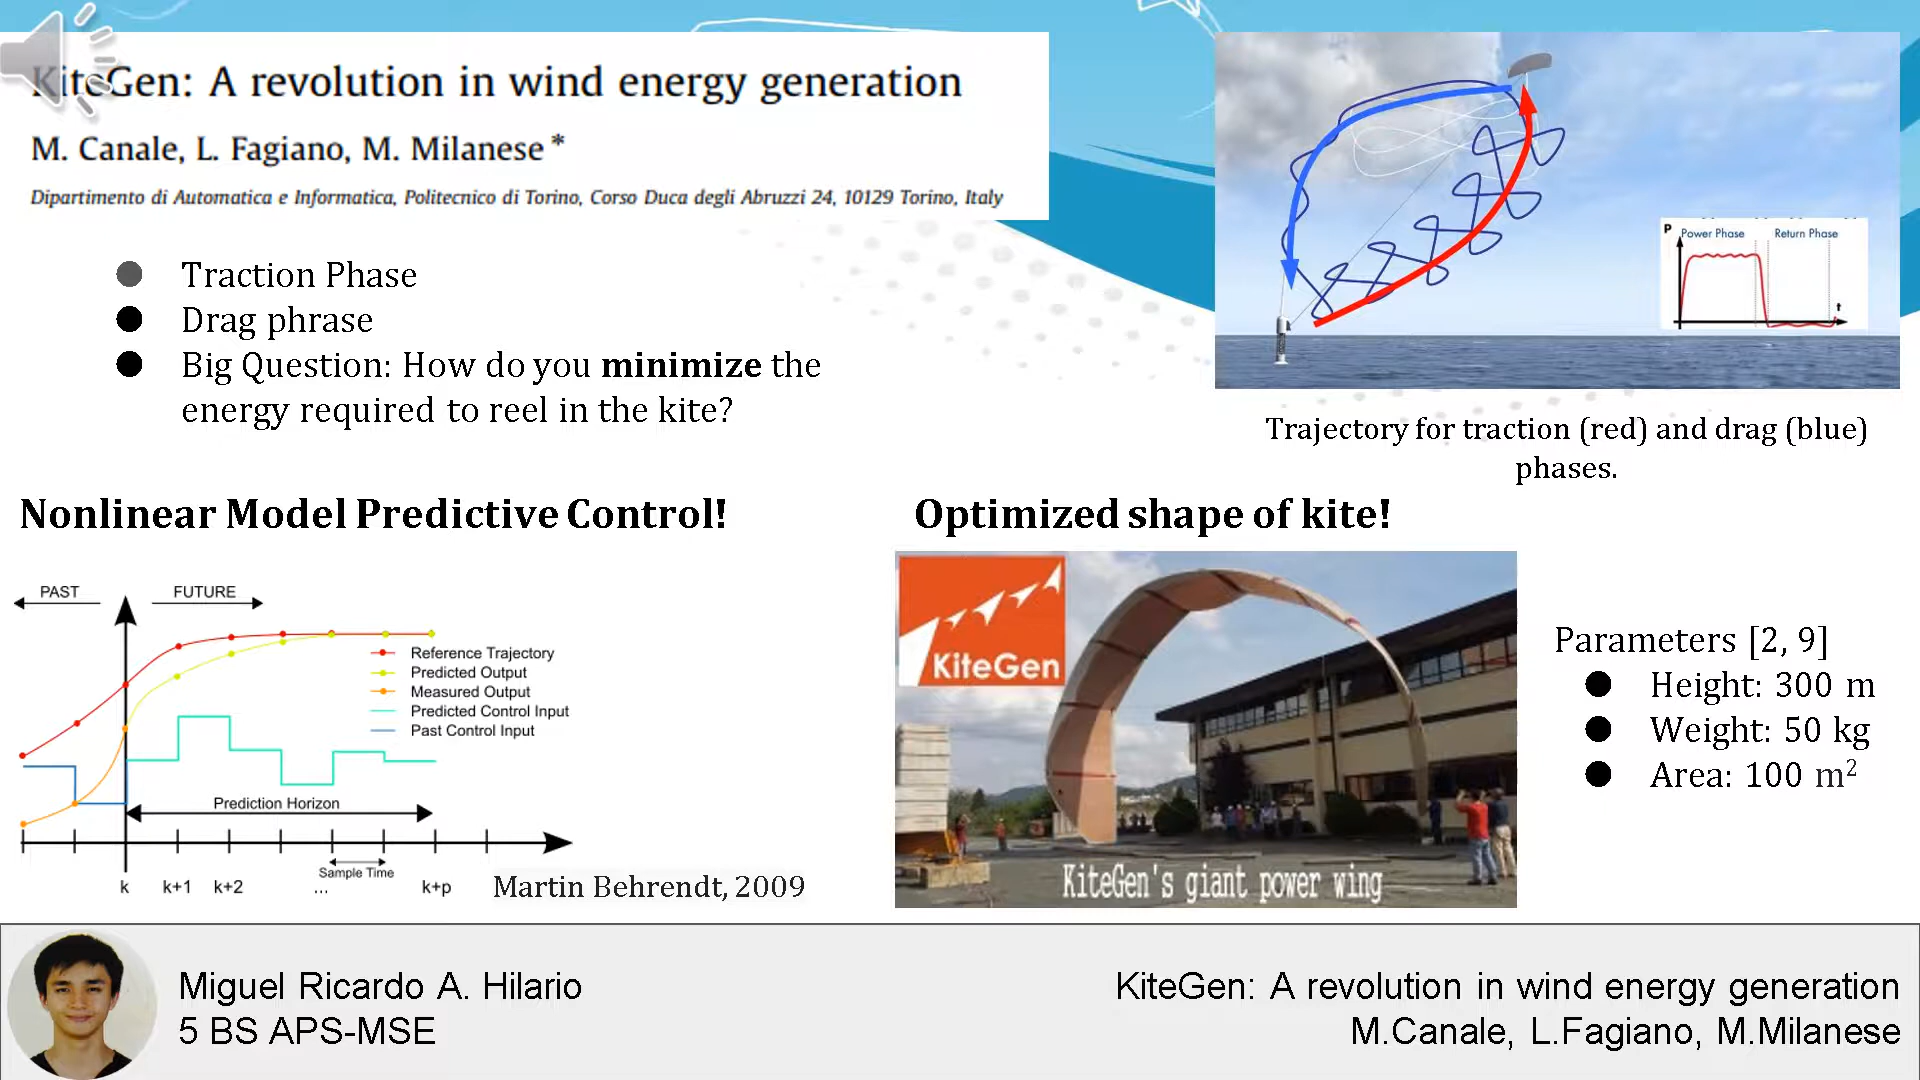 KiteGen: A revolution in wind energy generation
M. Canale, L. Fagiano, M. Milanese *
Dipartimento di Automatica e Informatica, Politecnico di Torino, Corso Duca degli Abruzzi 24, 10129 Torino, Italy
Traction Phase
Drag phrase
Big Question: How do you minimize the
energy required to reel in the kite?
P
Power Phase
Return Phase
t
Trajectory for traction (red) and drag (blue)
phases.
Nonlinear Model Predictive Control!
PAST
FUTURE
Reference Trajectory
Predicted Output
Measured Output
Predicted Control Input
Past Control Input
Prediction Horizon
Sample Time
k
k+1
k+2
...
k+p
Martin Behrendt, 2009
Optimized shape of kite!
KiteGen
KiteGen's giant power wing
Parameters [2, 9]
Height: 300 m
Weight: 50 kg
Area: 100 m²
Miguel Ricardo A. Hilario
5 BS APS-MSE
KiteGen: A revolution in wind energy generation
M.Canale, L.Fagiano, M.Milanese